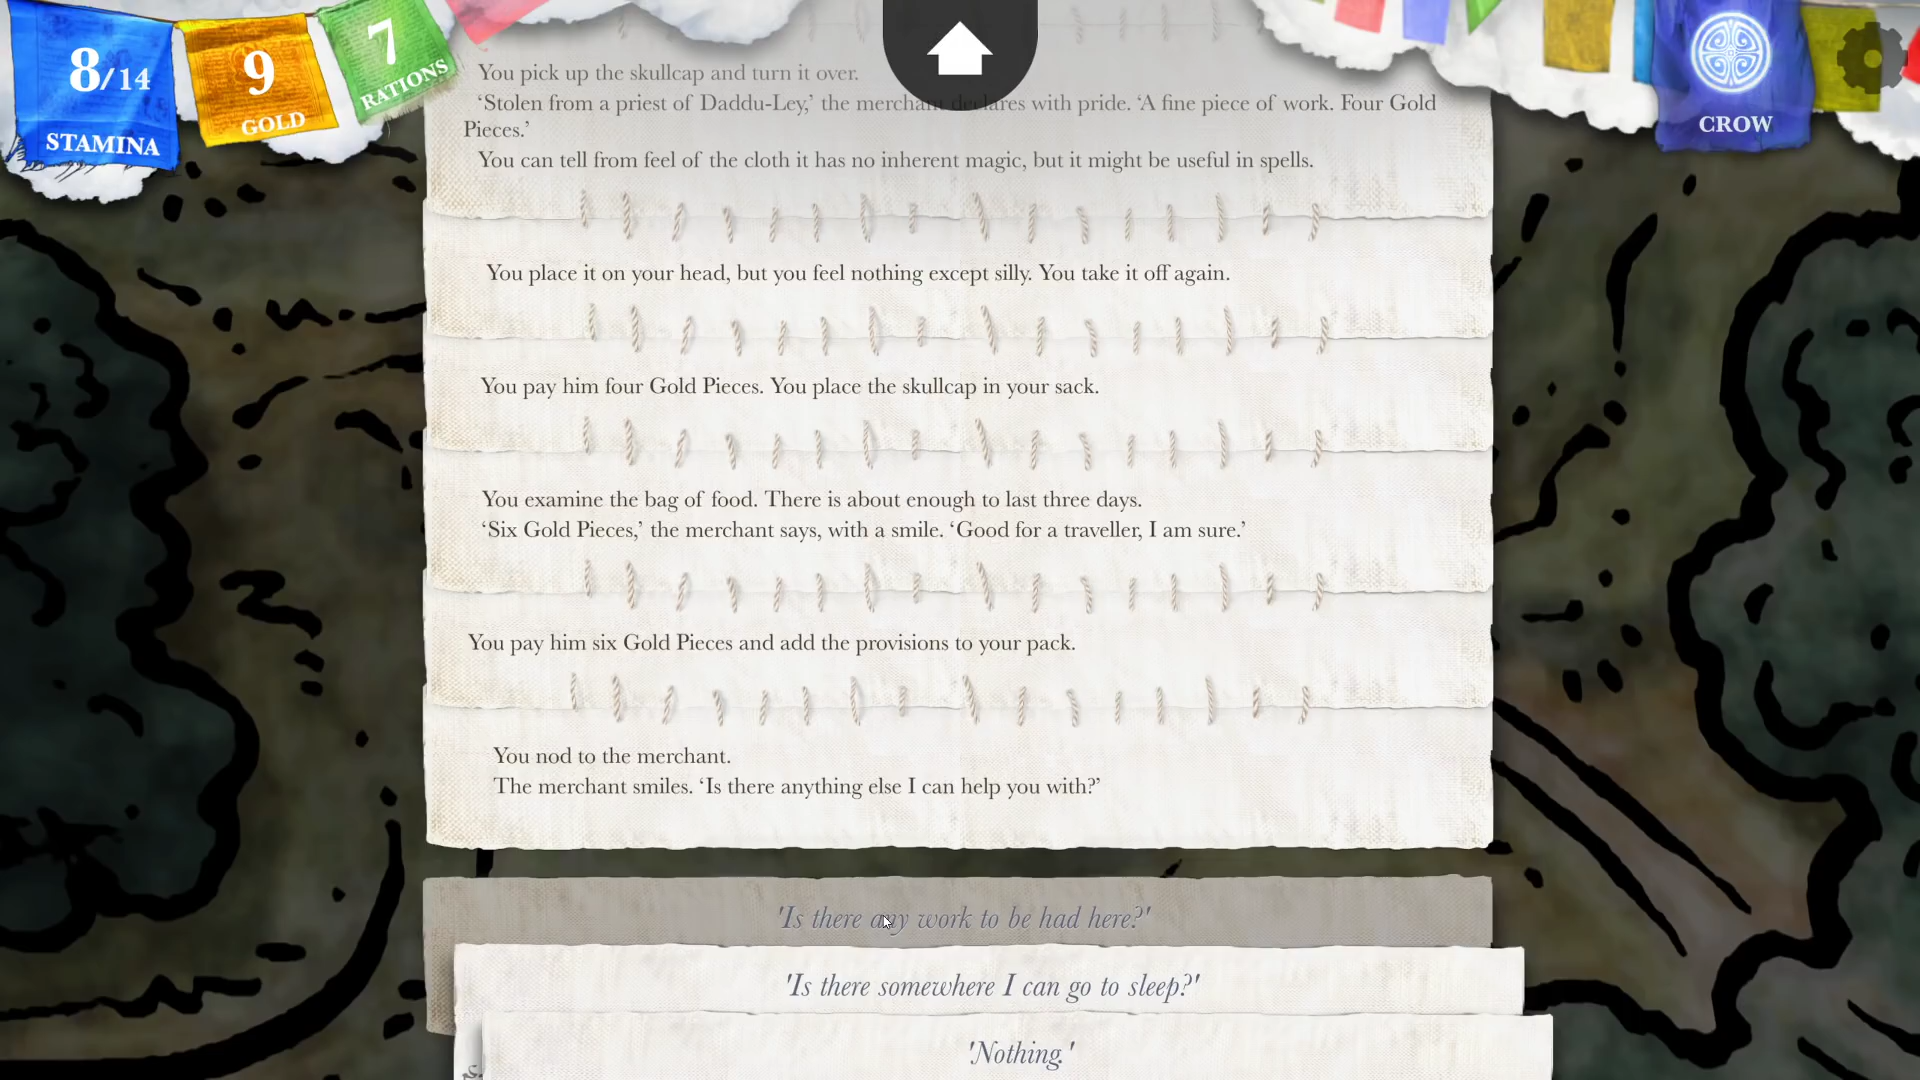 8/14
STAMINA
9
GOLD
7
RATIONS
CROW
You pick up the skullcap and turn it over.
‘Stolen from a priest of Daddu-Ley,’ the merchant declares with pride. ‘A fine piece of work. Four Gold
Pieces.’
You can tell from feel of the cloth it has no inherent magic, but it might be useful in spells.
You place it on your head, but you feel nothing except silly. You take it off again.
You pay him four Gold Pieces. You place the skullcap in your sack.
You examine the bag of food. There is about enough to last three days.
‘Six Gold Pieces,’ the merchant says, with a smile. ‘Good for a traveller, I am sure.’
You pay him six Gold Pieces and add the provisions to your pack.
You nod to the merchant.
The merchant smiles. ‘Is there anything else I can help you with?’
'Is there any work to be had here?'
'Is there somewhere I can go to sleep?'
'Nothing.'